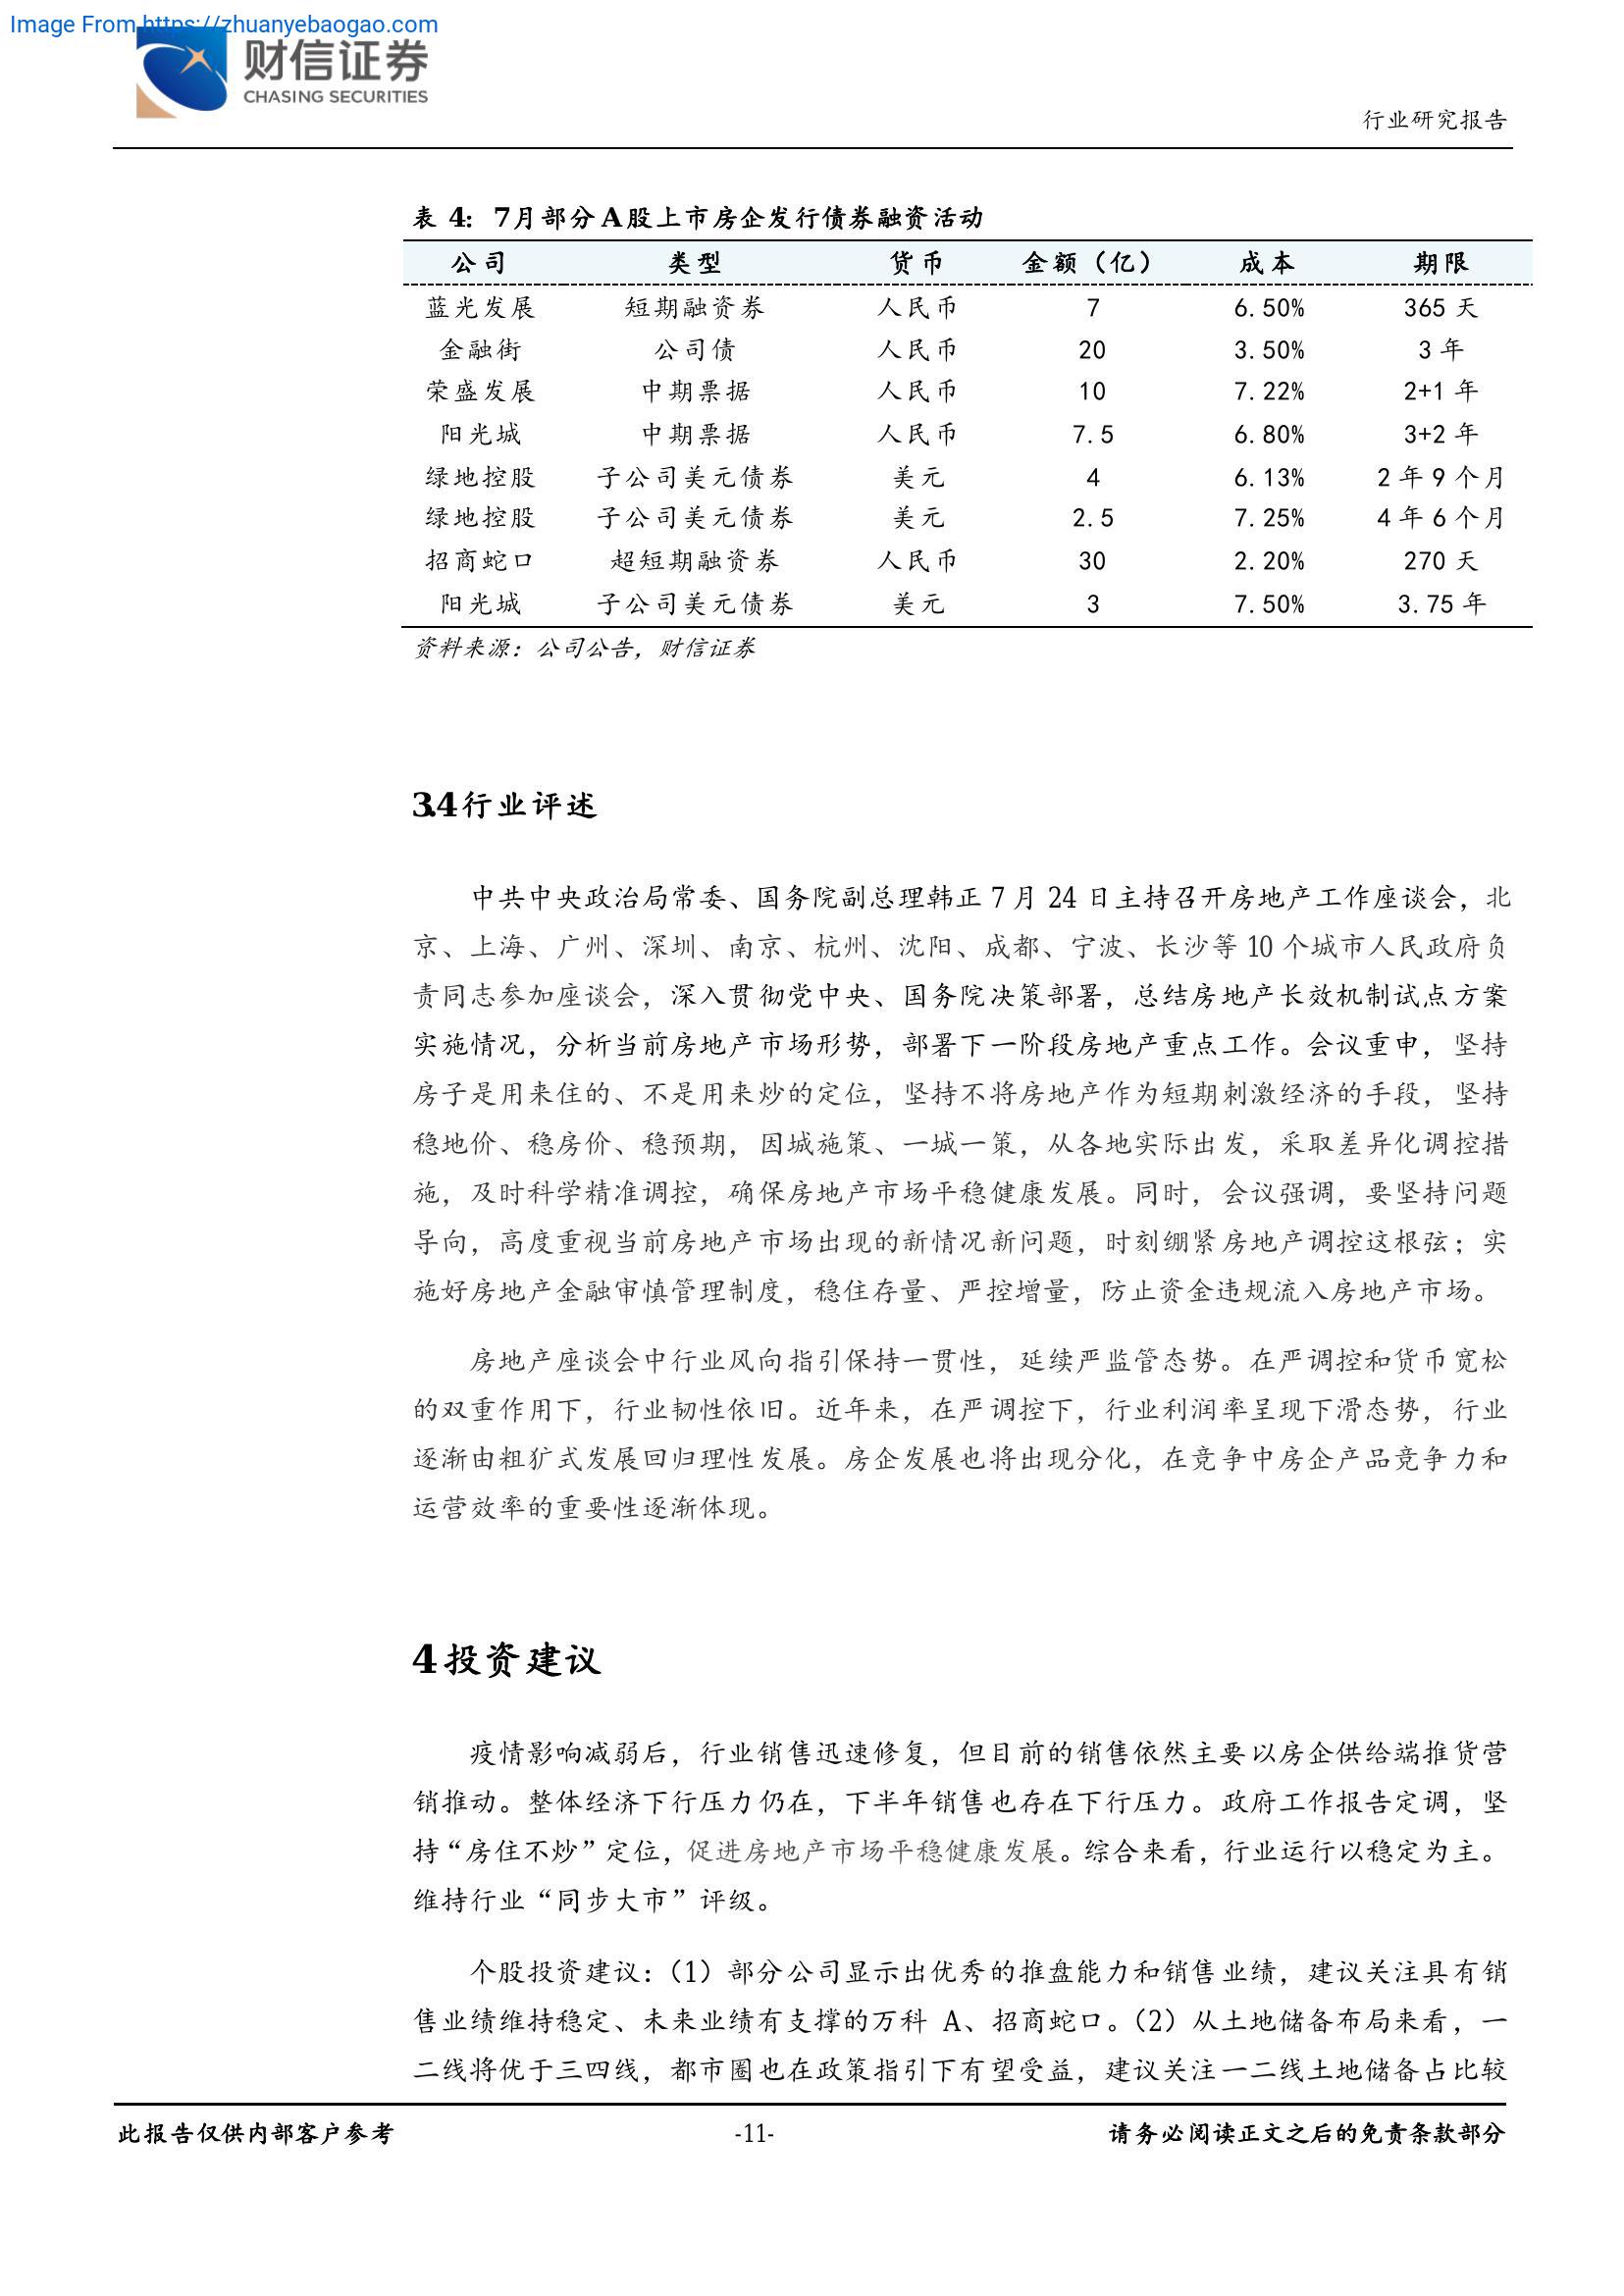 Image From https://zhuanyebaogao.com
财信证券
CHASING SECURITIES
行业研究报告
表 4: 7月部分A股上市房企发行债券融资活动
公司 类型 货币 金额（亿） 成本 期限
蓝光发展 短期融资券 人民币 7 6.50% 365 天
金融街 公司债 人民币 20 3.50% 3 年
荣盛发展 中期票据 人民币 10 7.22% 2+1 年
阳光城 中期票据 人民币 7.5 6.80% 3+2 年
绿地控股 子公司美元债券 美元 4 6.13% 2 年 9 个月
绿地控股 子公司美元债券 美元 2.5 7.25% 4 年 6 个月
招商蛇口 超短期融资券 人民币 30 2.20% 270 天
阳光城 子公司美元债券 美元 3 7.50% 3.75 年
资料来源：公司公告，财信证券
3.4 行业评述
中共中央政治局常委、国务院副总理韩正 7 月 24 日主持召开房地产工作座谈会，北
京、上海、广州、深圳、南京、杭州、沈阳、成都、宁波、长沙等 10 个城市人民政府负
责同志参加座谈会，深入贯彻党中央、国务院决策部署，总结房地产长效机制试点方案
实施情况，分析当前房地产市场形势，部署下一阶段房地产重点工作。会议重申，坚持
房子是用来住的、不是用来炒的定位，坚持不将房地产作为短期刺激经济的手段，坚持
稳地价、稳房价、稳预期，因城施策、一城一策，从各地实际出发，采取差异化调控措
施，及时科学精准调控，确保房地产市场平稳健康发展。同时，会议强调，要坚持问题
导向，高度重视当前房地产市场出现的新情况新问题，时刻绷紧房地产调控这根弦；实
施好房地产金融审慎管理制度，稳住存量、严控增量，防止资金违规流入房地产市场。
房地产座谈会中行业风向指引保持一贯性，延续严监管态势。在严调控和货币宽松
的双重作用下，行业韧性依旧。近年来，在严调控下，行业利润率呈现下滑态势，行业
逐渐由粗犷式发展回归理性发展。房企发展也将出现分化，在竞争中房企产品竞争力和
运营效率的重要性逐渐体现。
4 投资建议
疫情影响减弱后，行业销售迅速修复，但目前的销售依然主要以房企供给端推货营
销推动。整体经济下行压力仍在，下半年销售也存在下行压力。政府工作报告定调，坚
持“房住不炒”定位，促进房地产市场平稳健康发展。综合来看，行业运行以稳定为主。
维持行业“同步大市”评级。
个股投资建议：（1）部分公司显示出优秀的推盘能力和销售业绩，建议关注具有销
售业绩维持稳定、未来业绩有支撑的万科 A、招商蛇口。（2）从土地储备布局来看，一
二线将优于三四线，都市圈也在政策指引下有望受益，建议关注一二线土地储备占比较
此报告仅供内部客户参考 -11- 请务必阅读正文之后的免责条款部分